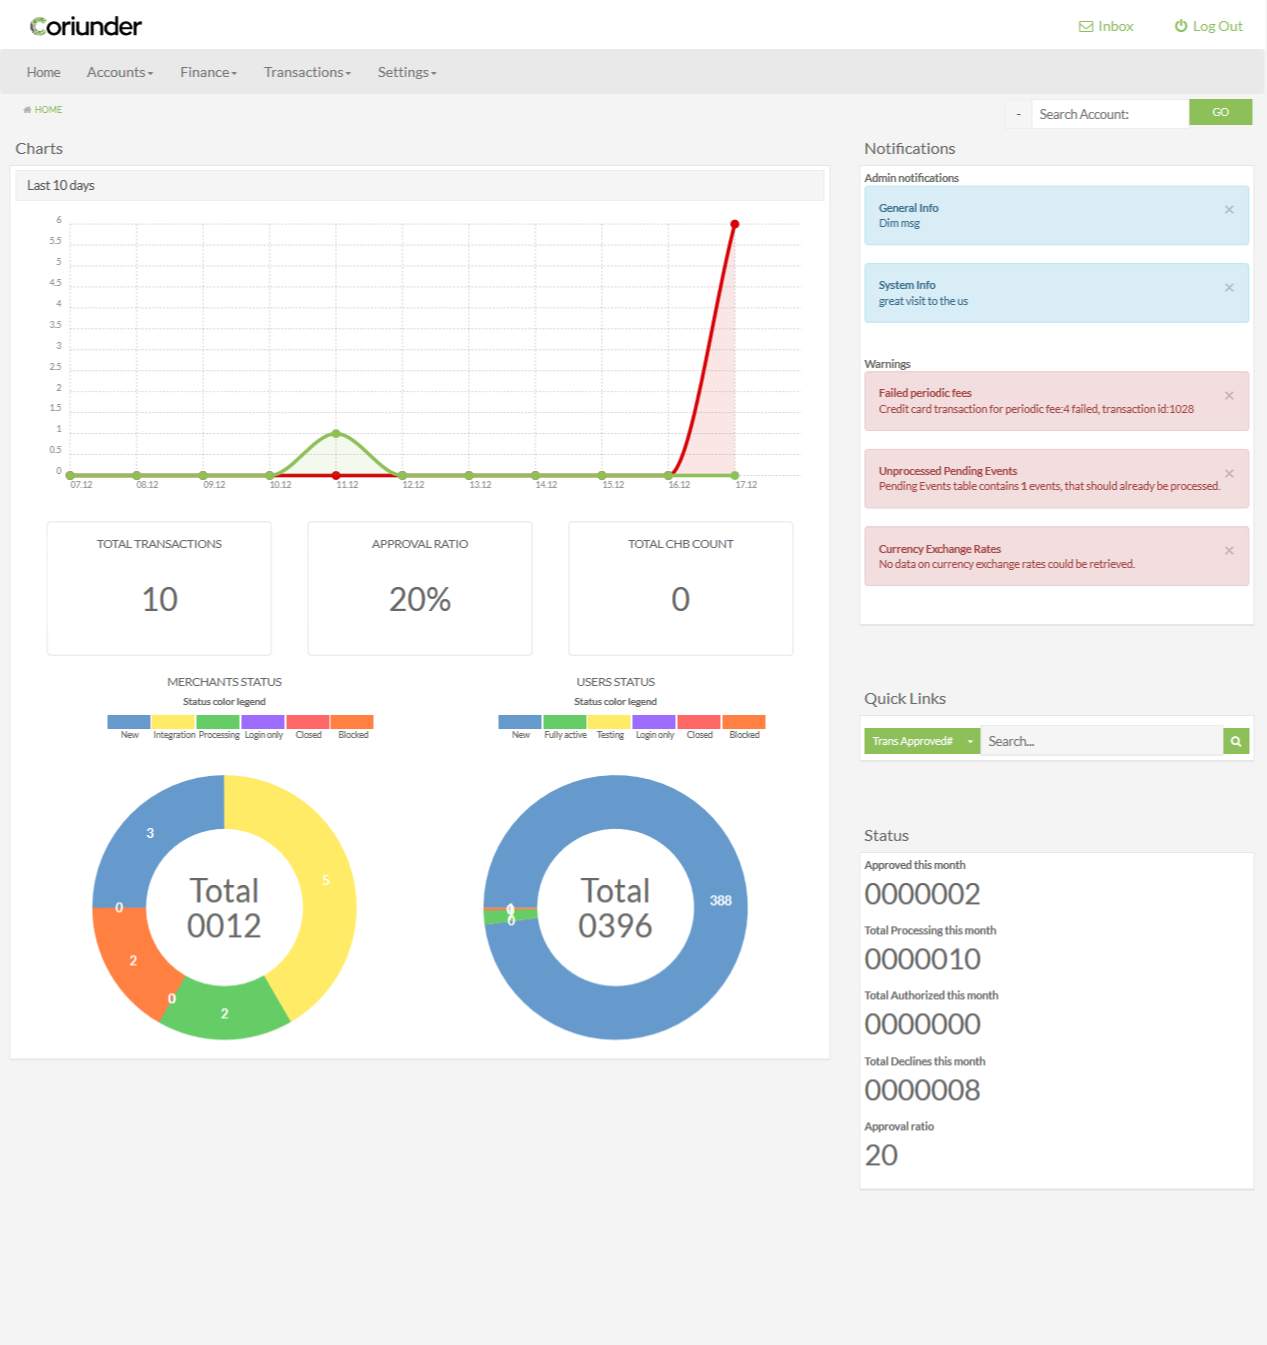 Coriunder
Inbox
Log Out
Home
Accounts
Finance
Transactions
Settings
HOME
-
Search Account:
GO
Charts
Last 10 days
6
5.5
5
4.5
4
3.5
3
2.5
2
1.5
1
0.5
0
07.12
08.12
09.12
10.12
11.12
12.12
13.12
14.12
15.12
16.12
17.12
TOTAL TRANSACTIONS
10
APPROVAL RATIO
20%
TOTAL CHB COUNT
0
MERCHANTS STATUS
Status color legend
New
Integration
Processing
Login only
Closed
Blocked
3
5
0
2
0
2
Total
0012
USERS STATUS
Status color legend
New
Fully active
Testing
Login only
Closed
Blocked
388
0
Total
0396
Notifications
Admin notifications
General Info
×
Dim msg
System Info
×
great visit to the us
Warnings
Failed periodic fees
×
Credit card transaction for periodic fee:4 failed, transaction id:1028
Unprocessed Pending Events
×
Pending Events table contains 1 events, that should already be processed.
Currency Exchange Rates
×
No data on currency exchange rates could be retrieved.
Quick Links
Trans Approved#
Search...
Status
Approved this month
0000002
Total Processing this month
0000010
Total Authorized this month
0000000
Total Declines this month
0000008
Approval ratio
20